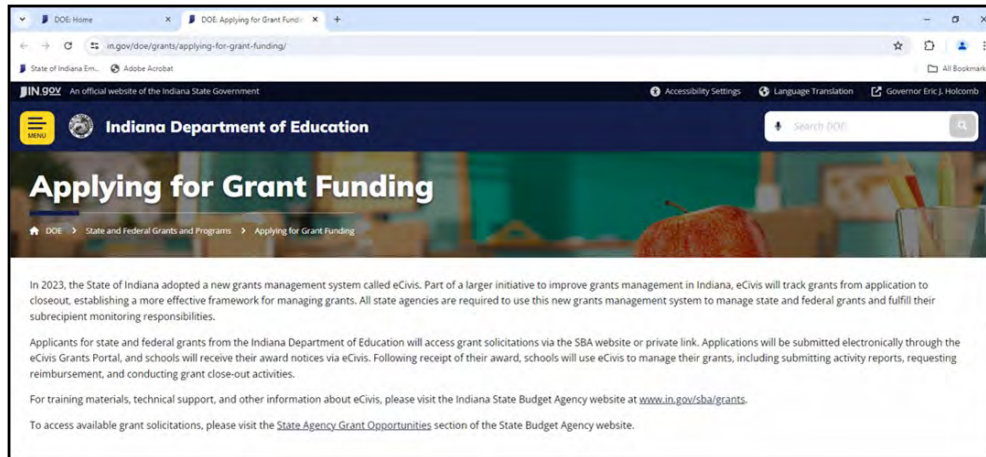 DOE: Home
DOE: Applying for Grant Fundi
in.gov/doe/grants/applying-for-grant-funding/
State of Indiana Em...
Adobe Acrobat
All Bookmark
IN.gov An official website of the Indiana State Government
Accessibility Settings
Language Translation
Governor Eric J. Holcomb
MENU
Indiana Department of Education
Search DOE
Applying for Grant Funding
DOE > State and Federal Grants and Programs > Applying for Grant Funding
In 2023, the State of Indiana adopted a new grants management system called eCivis. Part of a larger initiative to improve grants management in Indiana, eCivis will track grants from application to
closeout, establishing a more effective framework for managing grants. All state agencies are required to use this new grants management system to manage state and federal grants and fulfill their
subrecipient monitoring responsibilities.
Applicants for state and federal grants from the Indiana Department of Education will access grant solicitations via the SBA website or private link. Applications will be submitted electronically through the
eCivis Grants Portal, and schools will receive their award notices via eCivis. Following receipt of their award, schools will use eCivis to manage their grants, including submitting activity reports, requesting
reimbursement, and conducting grant close-out activities.
For training materials, technical support, and other information about eCivis, please visit the Indiana State Budget Agency website at www.in.gov/sba/grants.
To access available grant solicitations, please visit the State Agency Grant Opportunities section of the State Budget Agency website.